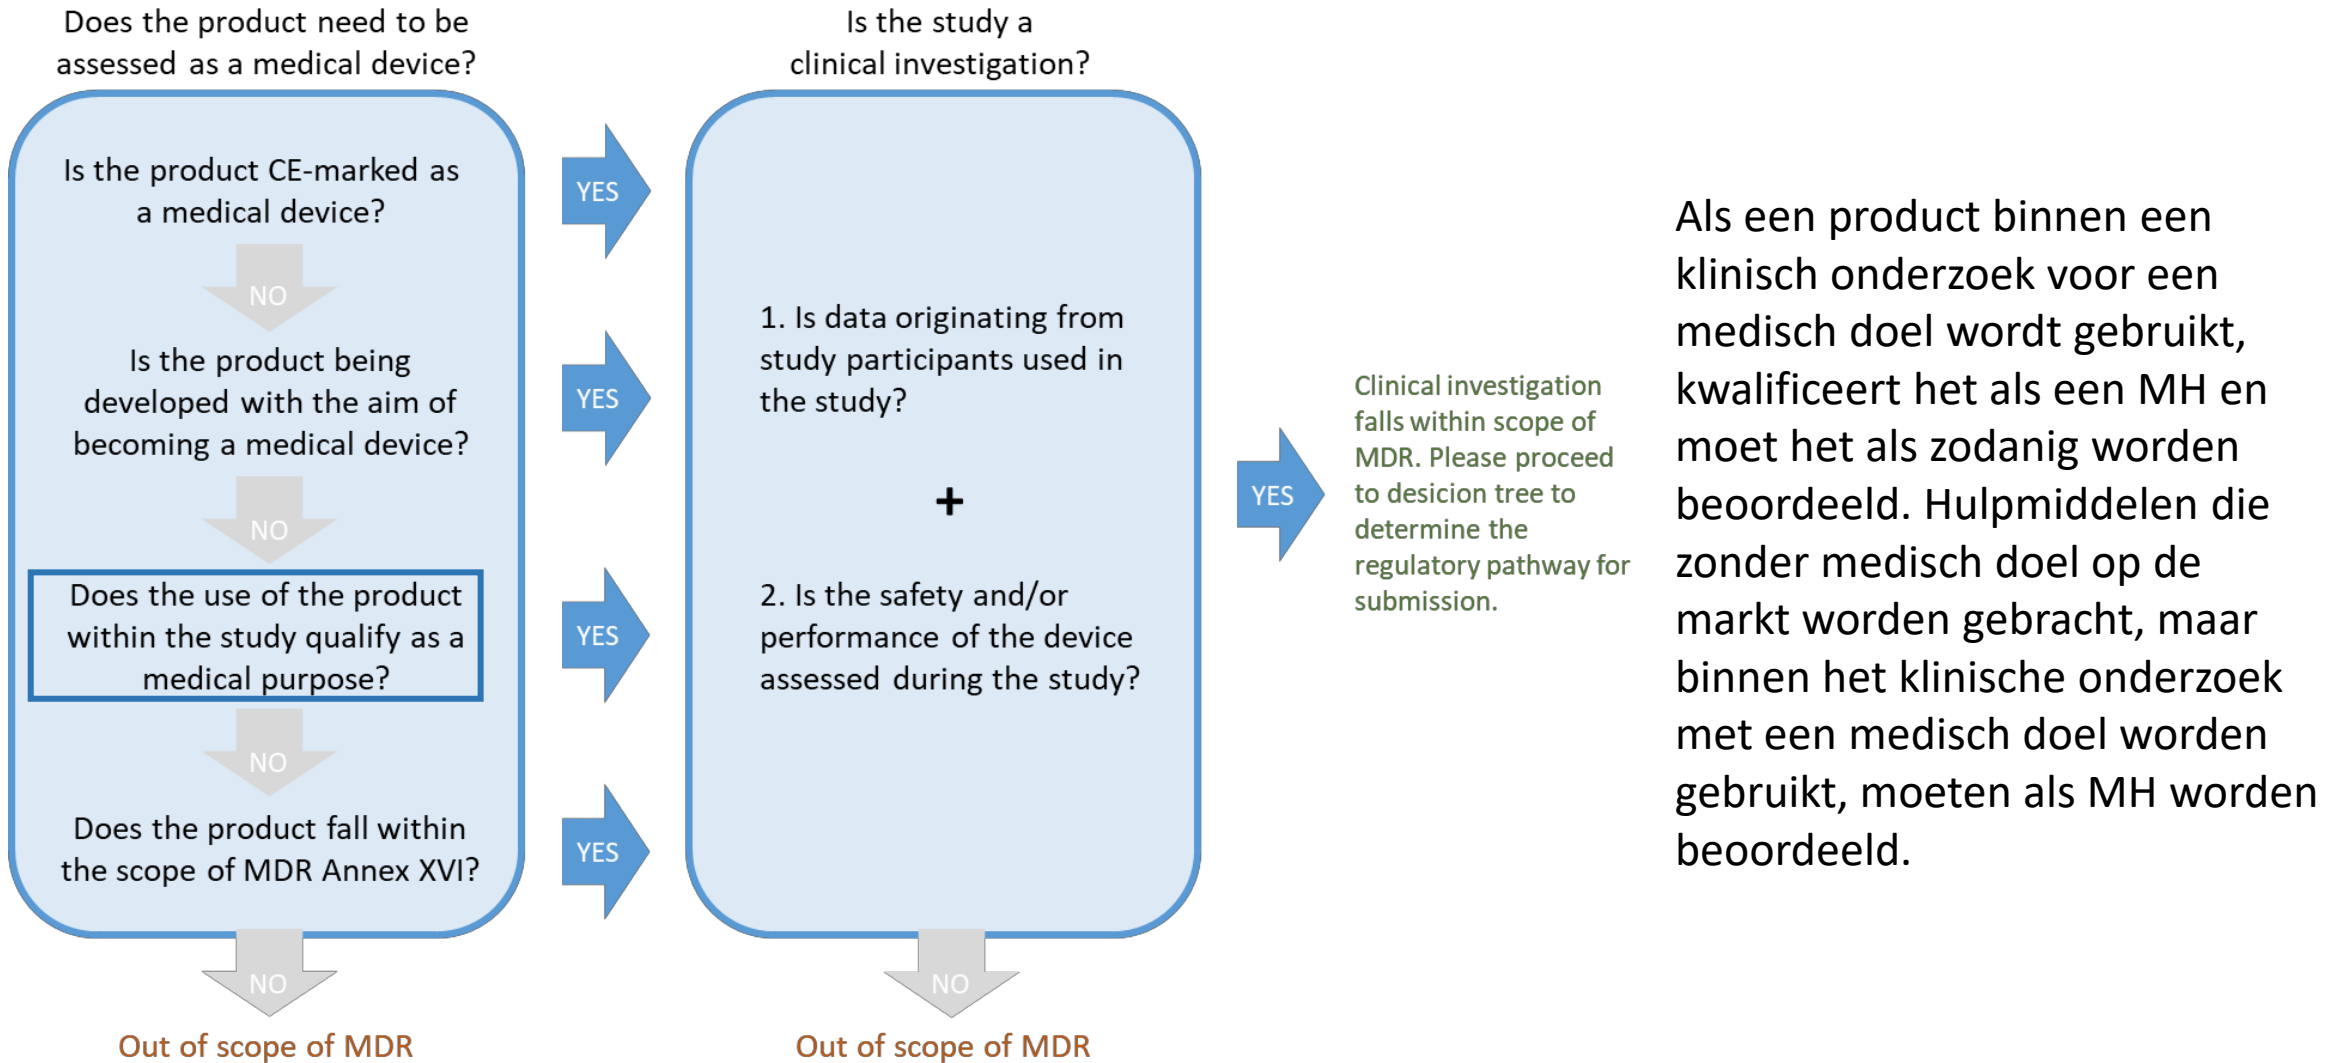 Does the product need to be
assessed as a medical device?
Is the product CE-marked as
a medical device?
YES
NO
Is the product being
developed with the aim of
becoming a medical device?
YES
NO
Does the use of the product
within the study qualify as a
medical purpose?
YES
NO
Does the product fall within
the scope of MDR Annex XVI?
YES
NO
Out of scope of MDR
Is the study a
clinical investigation?
1. Is data originating from
study participants used in
the study?
+
2. Is the safety and/or
performance of the device
assessed during the study?
YES
NO
Out of scope of MDR
Clinical investigation
falls within scope of
MDR. Please proceed
to desicion tree to
determine the
regulatory pathway for
submission.
Als een product binnen een
klinisch onderzoek voor een
medisch doel wordt gebruikt,
kwalificeert het als een MH en
moet het als zodanig worden
beoordeeld. Hulpmiddelen die
zonder medisch doel op de
markt worden gebracht, maar
binnen het klinische onderzoek
met een medisch doel worden
gebruikt, moeten als MH worden
beoordeeld.